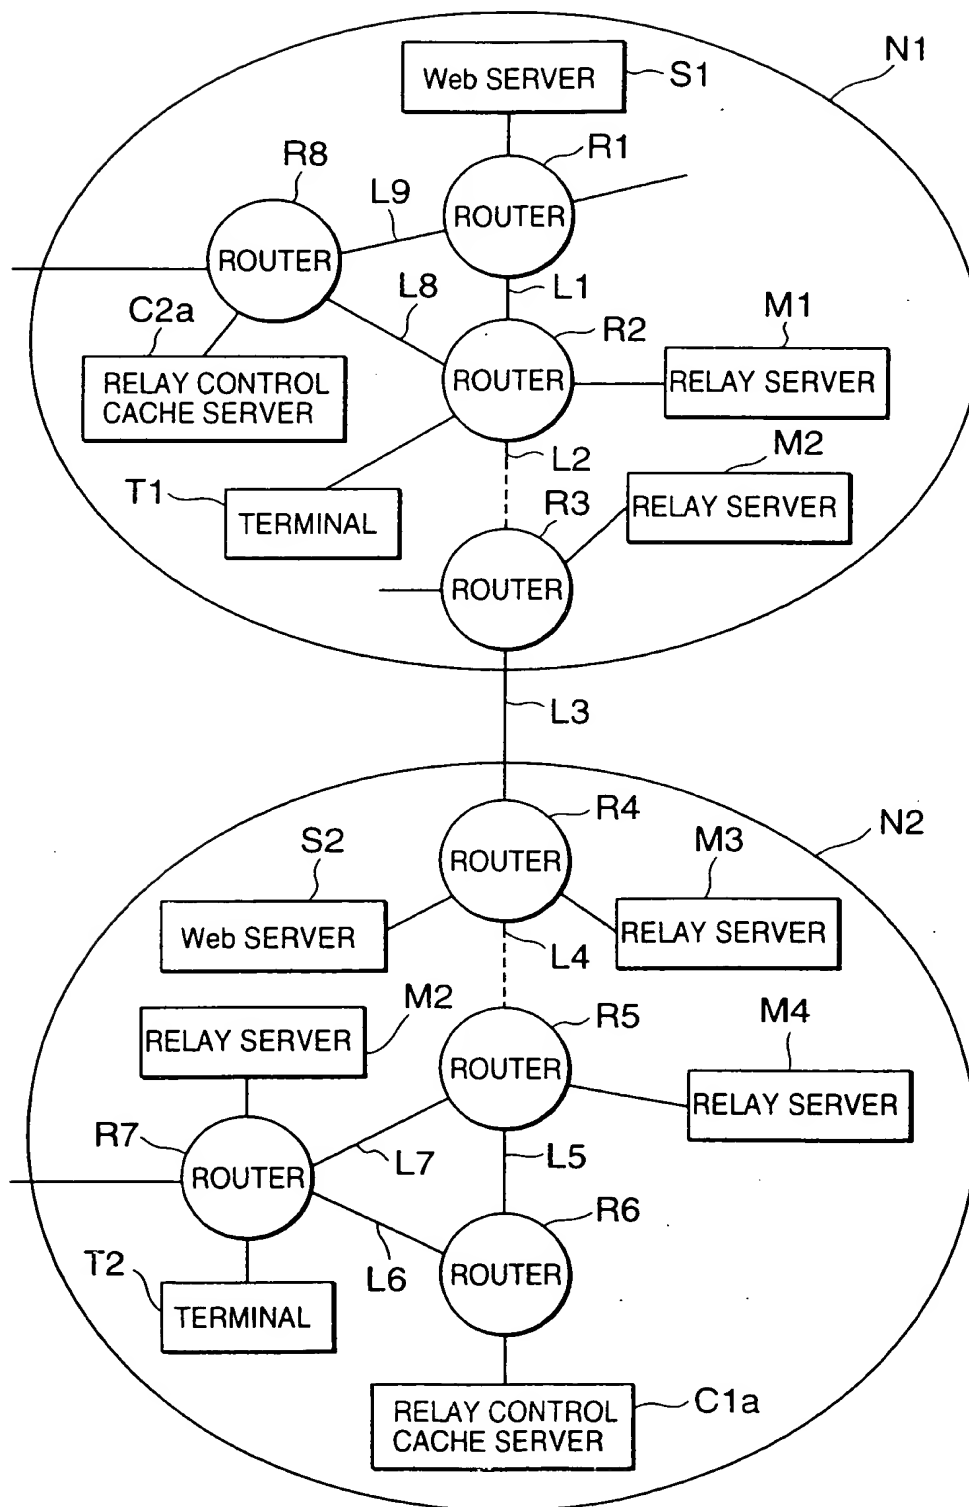 N1
Web SERVER
S1
R1
R8
L9
ROUTER
ROUTER
L8
L1
C2a
R2
M1
RELAY CONTROL
CACHE SERVER
ROUTER
RELAY SERVER
L2
M2
T1
R3
TERMINAL
RELAY SERVER
ROUTER
L3
R4
N2
S2
ROUTER
M3
Web SERVER
RELAY SERVER
L4
M2
R5
M4
RELAY SERVER
ROUTER
RELAY SERVER
R7
L7
L5
ROUTER
R6
T2
L6
ROUTER
TERMINAL
C1a
RELAY CONTROL
CACHE SERVER